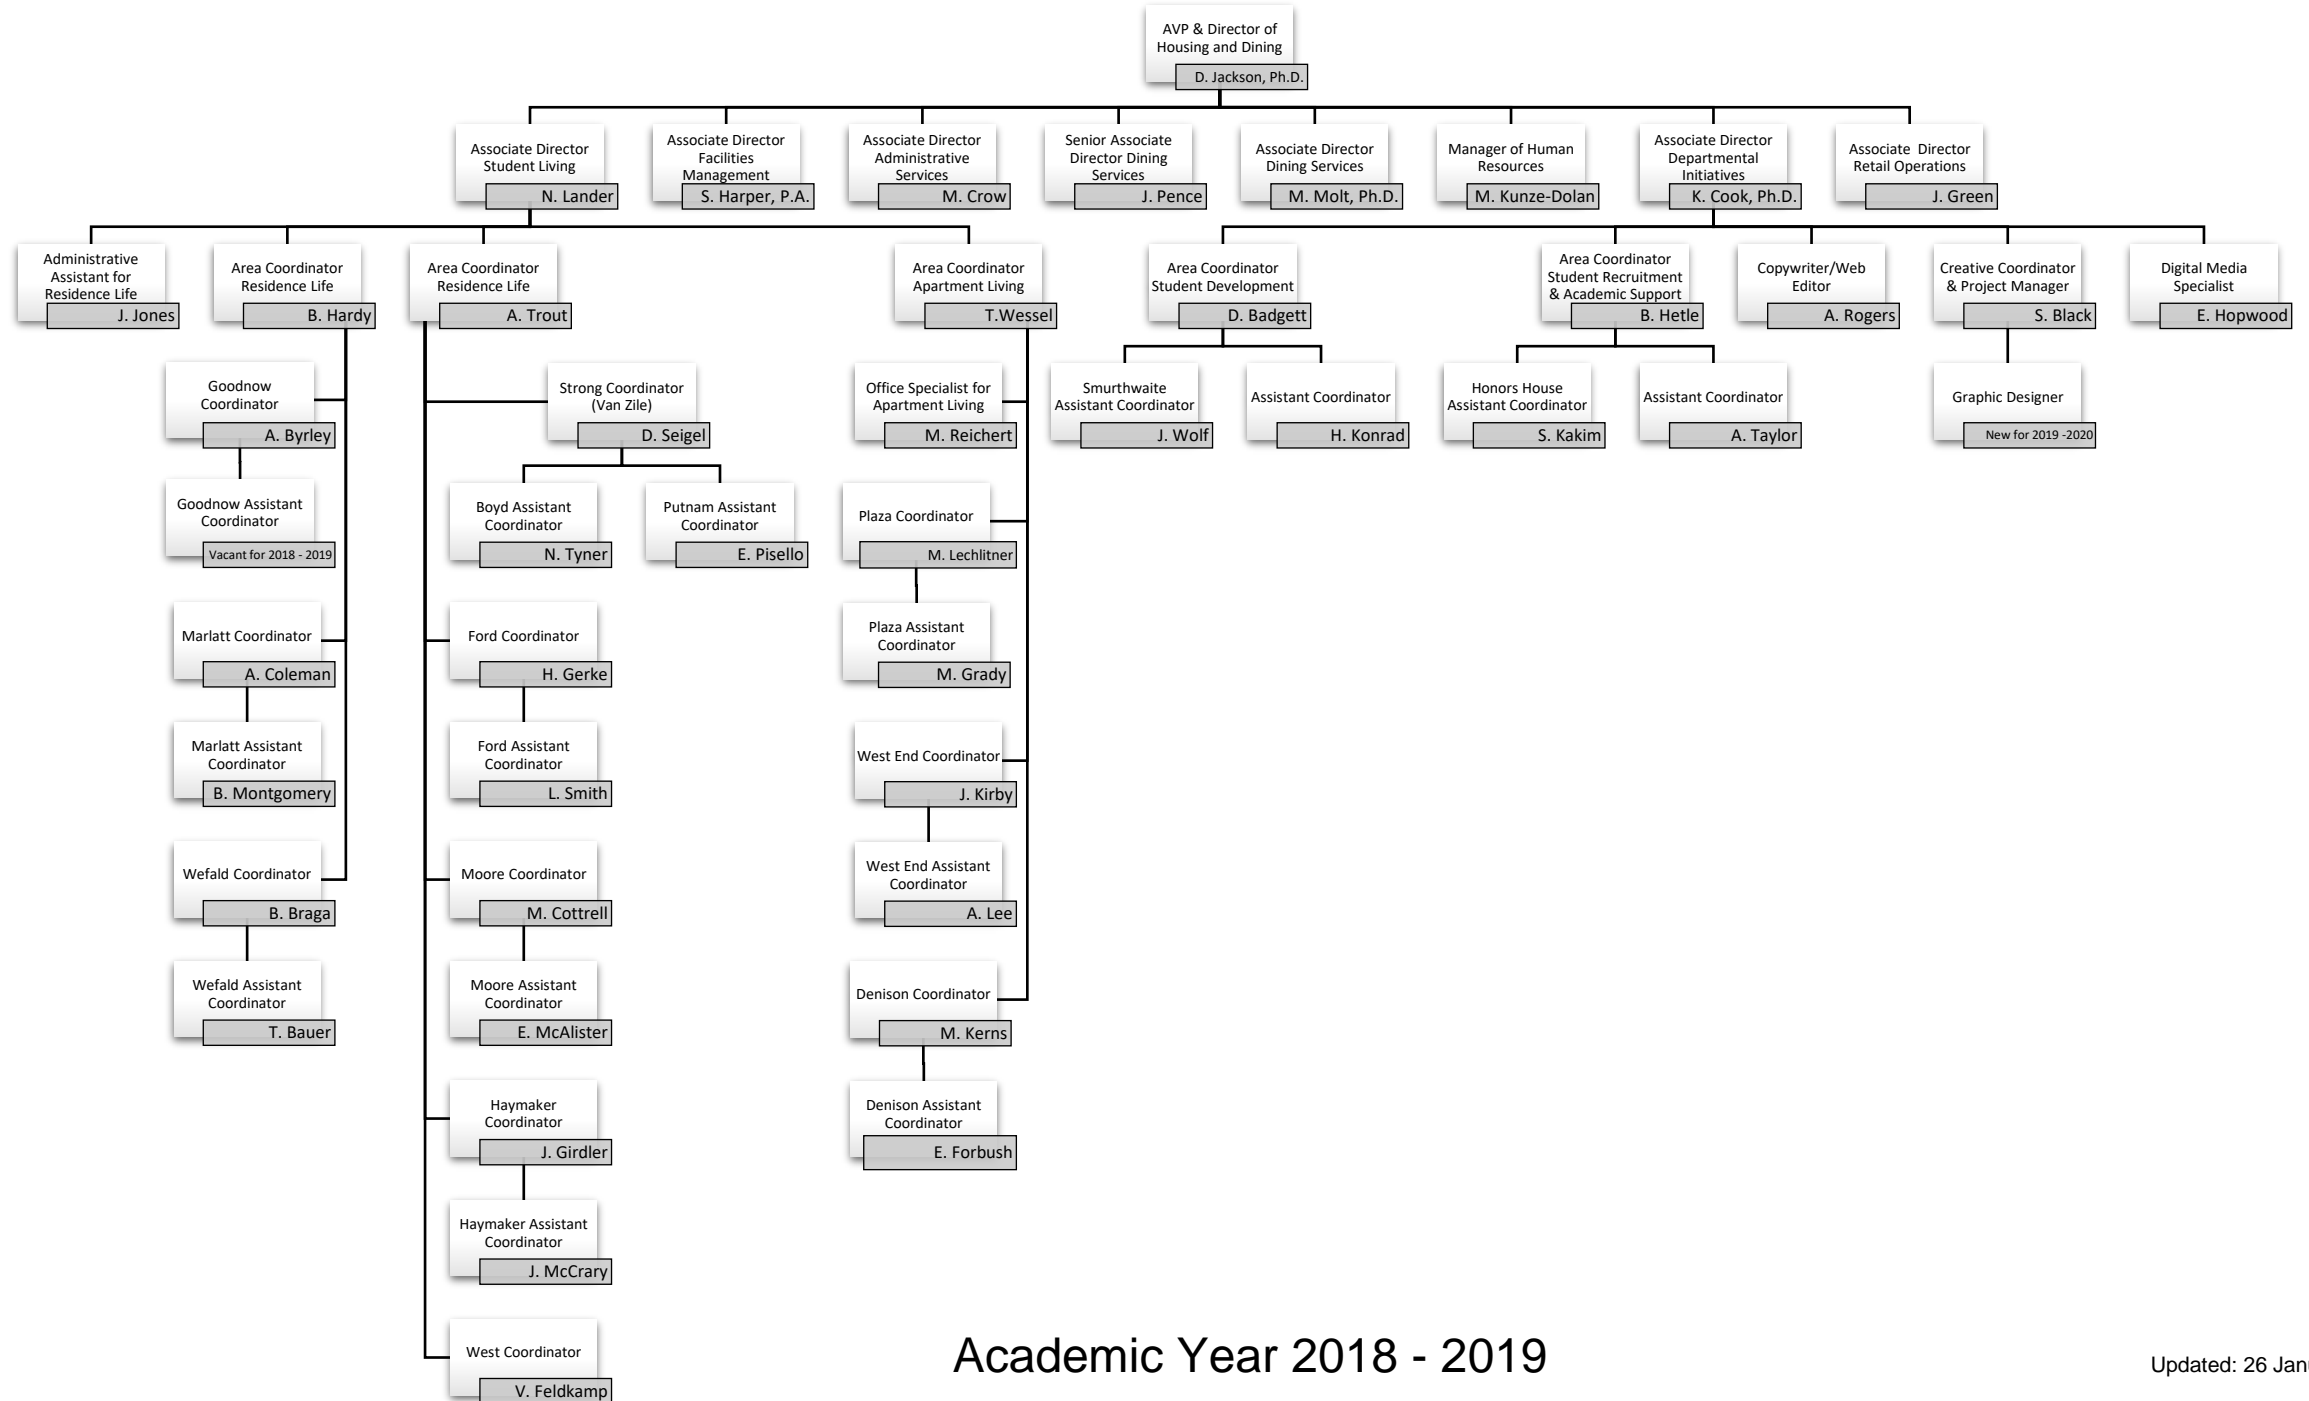 AVP & Director of
Housing and Dining
D. Jackson, Ph.D.
Associate Director
Student Living
N. Lander
Associate Director
Facilities
Management
S. Harper, P.A.
Associate Director
Administrative
Services
M. Crow
Senior Associate
Director Dining
Services
J. Pence
Associate Director
Dining Services
M. Molt, Ph.D.
Manager of Human
Resources
M. Kunze-Dolan
Associate Director
Departmental
Initiatives
K. Cook, Ph.D.
Associate Director
Retail Operations
J. Green
Administrative
Assistant for
Residence Life
J. Jones
Area Coordinator
Residence Life
B. Hardy
Area Coordinator
Residence Life
A. Trout
Area Coordinator
Apartment Living
T.Wessel
Area Coordinator
Student Development
D. Badgett
Area Coordinator
Student Recruitment
& Academic Support
B. Hetle
Copywriter/Web
Editor
A. Rogers
Creative Coordinator
& Project Manager
S. Black
Digital Media
Specialist
E. Hopwood
Goodnow
Coordinator
A. Byrley
Strong Coordinator
(Van Zile)
D. Seigel
Office Specialist for
Apartment Living
M. Reichert
Smurthwaite
Assistant Coordinator
J. Wolf
Assistant Coordinator
H. Konrad
Honors House
Assistant Coordinator
S. Kakim
Assistant Coordinator
A. Taylor
Graphic Designer
New for 2019 -2020
Goodnow Assistant
Coordinator
Vacant for 2018 - 2019
Boyd Assistant
Coordinator
N. Tyner
Putnam Assistant
Coordinator
E. Pisello
Plaza Coordinator
M. Lechlitner
Marlatt Coordinator
A. Coleman
Ford Coordinator
H. Gerke
Plaza Assistant
Coordinator
M. Grady
Marlatt Assistant
Coordinator
B. Montgomery
Ford Assistant
Coordinator
L. Smith
West End Coordinator
J. Kirby
Wefald Coordinator
B. Braga
Moore Coordinator
M. Cottrell
West End Assistant
Coordinator
A. Lee
Wefald Assistant
Coordinator
T. Bauer
Moore Assistant
Coordinator
E. McAlister
Denison Coordinator
M. Kerns
Haymaker
Coordinator
J. Girdler
Denison Assistant
Coordinator
E. Forbush
Haymaker Assistant
Coordinator
J. McCrary
West Coordinator
V. Feldkamp
Academic Year 2018 - 2019
Updated: 26